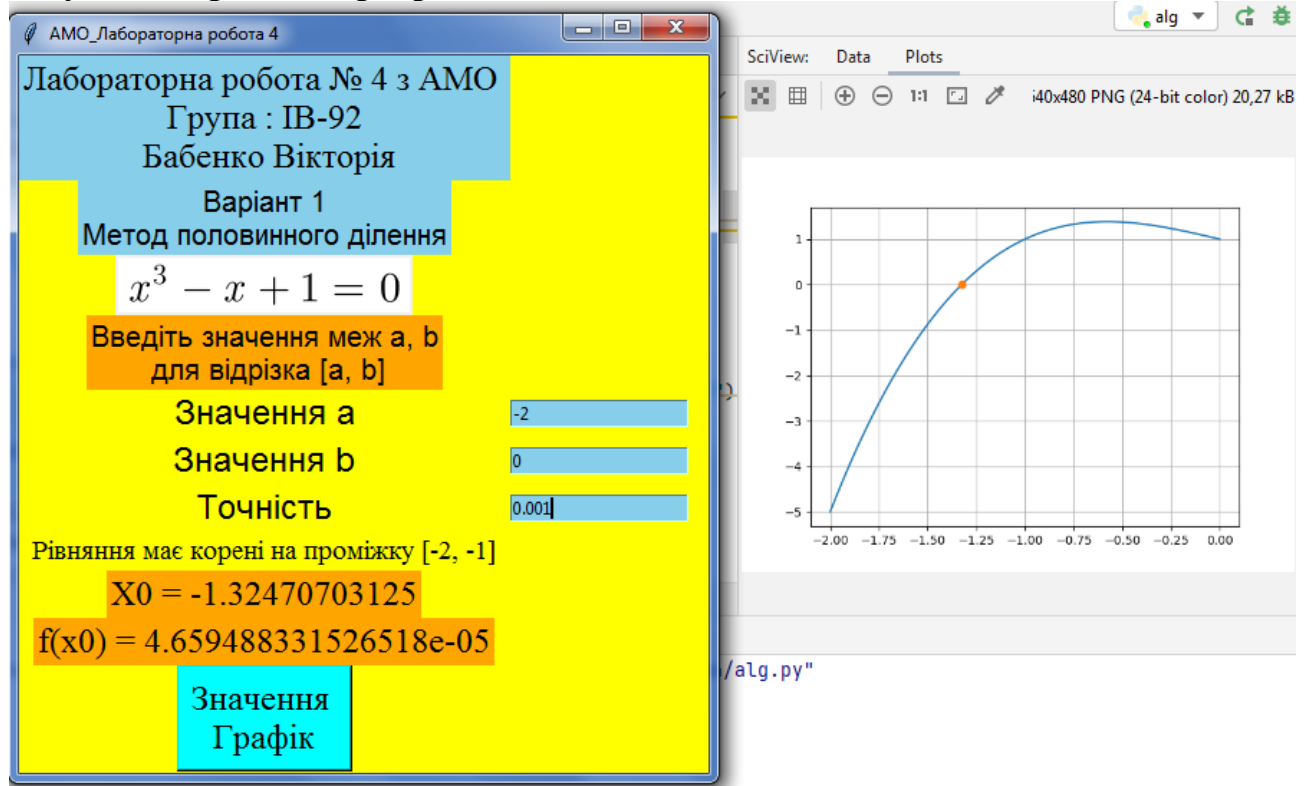 АМО_Лабораторна робота 4
Лабораторна робота № 4 з АМО
Група : ІВ-92
Бабенко Вікторія
Варіант 1
Метод половинного ділення
x³ − x + 1 = 0
Введіть значення меж a, b
для відрізка [a, b]
Значення a
-2
Значення b
0
Точність
0.001
Рівняння має корені на проміжку [-2, -1]
X0 = -1.32470703125
f(x0) = 4.659488331526518e-05
Значення
Графік
alg
SciView: Data Plots
1:1
40x480 PNG (24-bit color) 20,27 kB
1
0
−1
−2
−3
−4
−5
−2.00 −1.75 −1.50 −1.25 −1.00 −0.75 −0.50 −0.25 0.00
/alg.py"